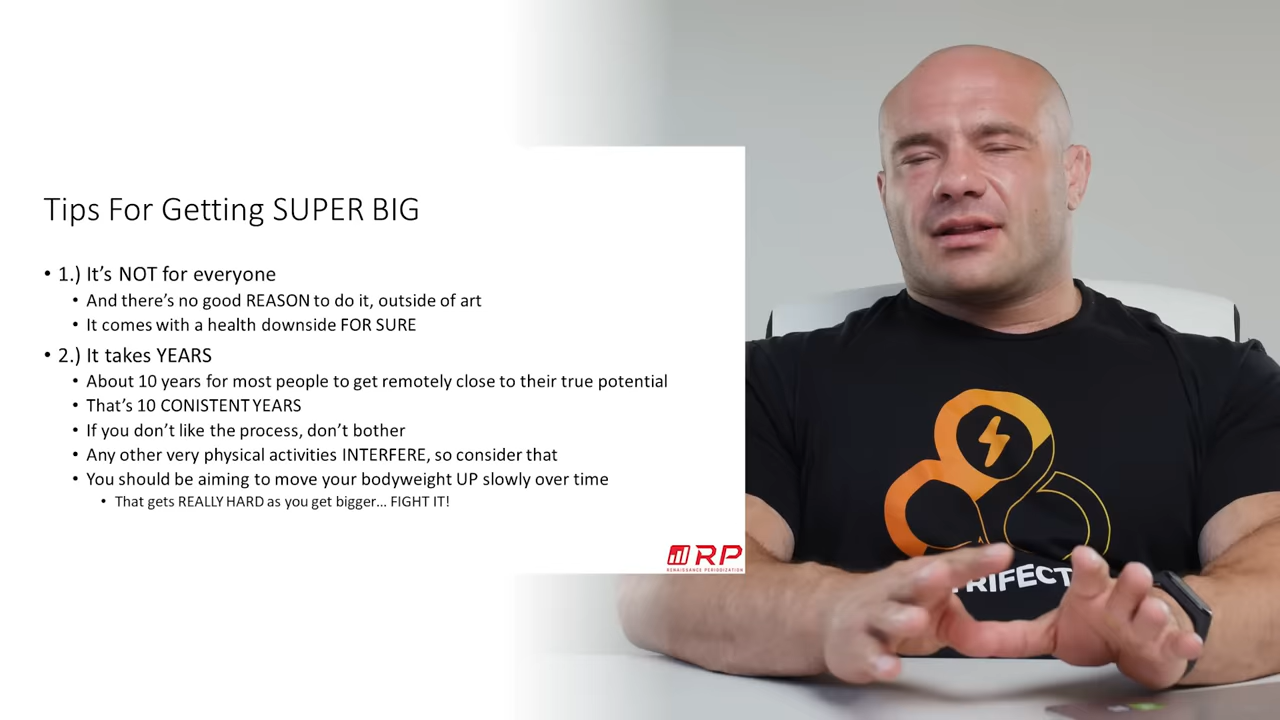 Tips For Getting SUPER BIG
• 1.) It's NOT for everyone
• And there's no good REASON to do it, outside of art
• It comes with a health downside FOR SURE
• 2.) It takes YEARS
• About 10 years for most people to get remotely close to their true potential
• That's 10 CONISTENT YEARS
• If you don't like the process, don't bother
• Any other very physical activities INTERFERE, so consider that
• You should be aiming to move your bodyweight UP slowly over time
• That gets REALLY HARD as you get bigger... FIGHT IT!
RP
RENAISSANCE PERIODIZATION
TRIFECT